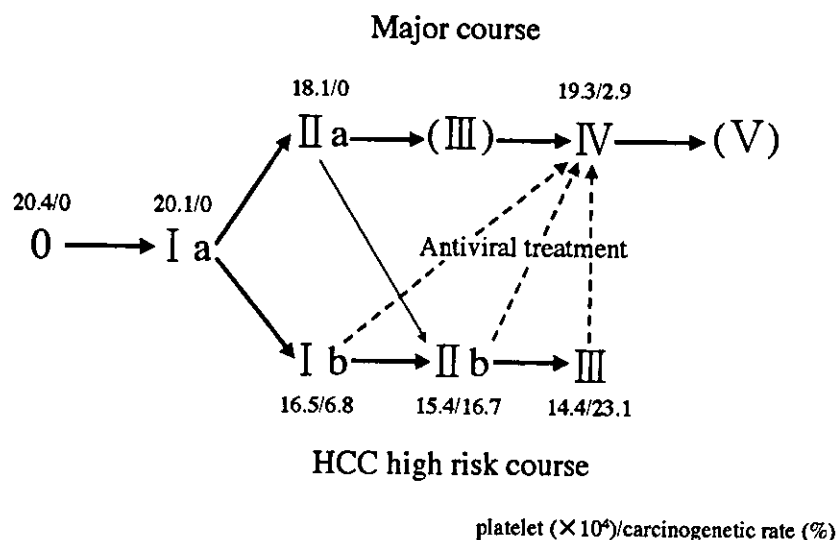 Major course
18.1/0 19.3/2.9
Ⅱa (Ⅲ) Ⅳ (Ⅴ)
20.4/0 20.1/0
0 Ⅰa Antiviral treatment
Ⅰb Ⅱb Ⅲ
16.5/6.8 15.4/16.7 14.4/23.1
HCC high risk course
platelet (×10⁴)/carcinogenetic rate (%)